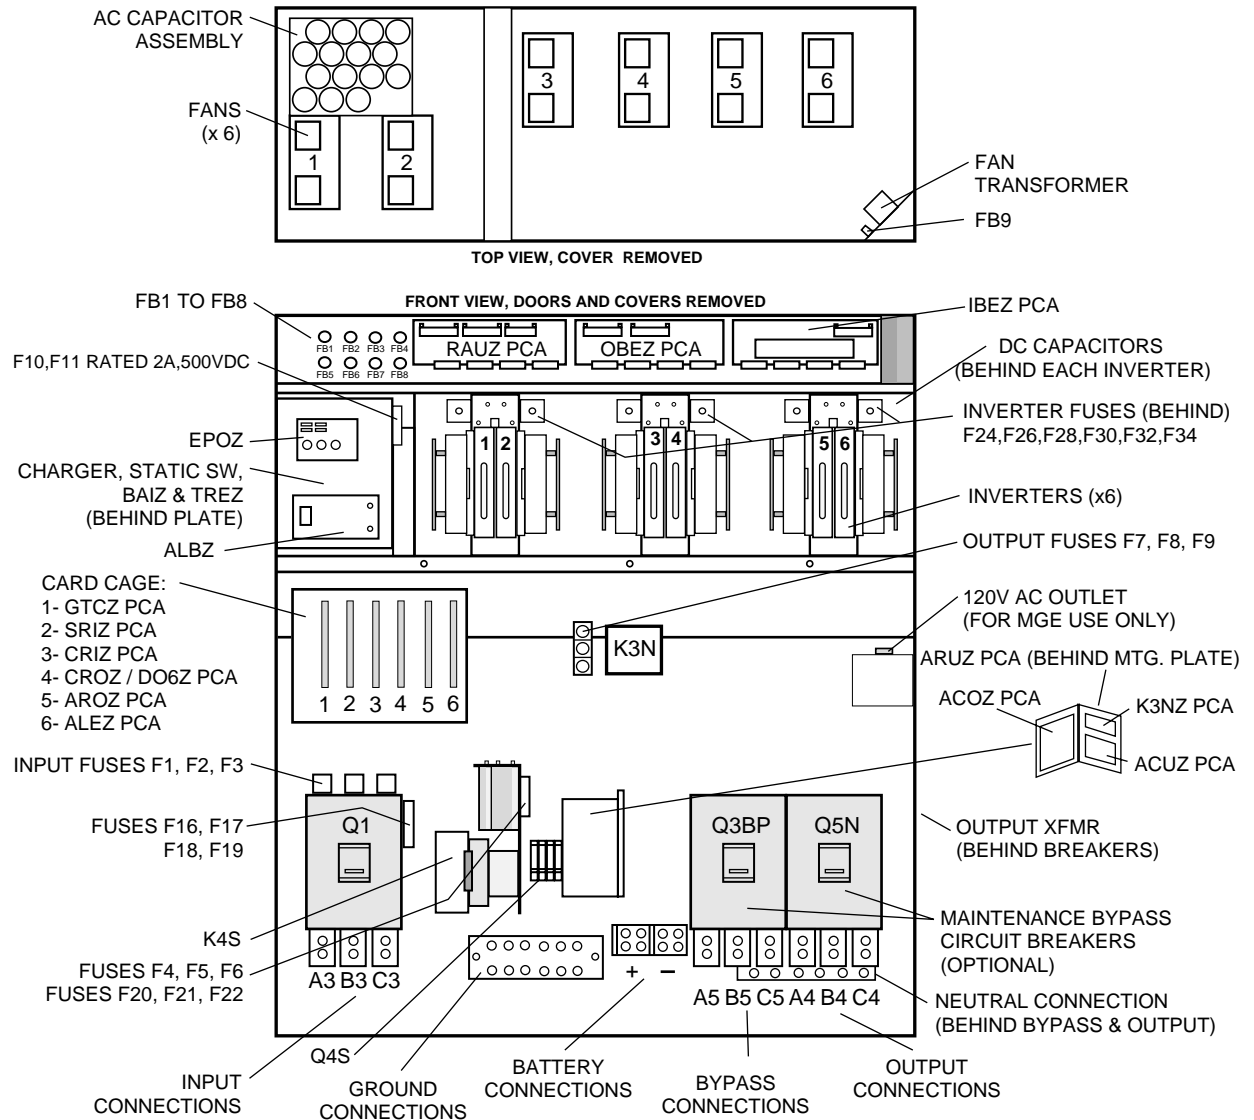 AC CAPACITOR
ASSEMBLY
FANS
(x 6)
1
2
3
4
5
6
FAN
TRANSFORMER
FB9
TOP VIEW, COVER REMOVED
FB1 TO FB8
FRONT VIEW, DOORS AND COVERS REMOVED
IBEZ PCA
FB1 FB2 FB3 FB4
FB5 FB6 FB7 FB8
RAUZ PCA
OBEZ PCA
F10,F11 RATED 2A,500VDC
DC CAPACITORS
(BEHIND EACH INVERTER)
INVERTER FUSES (BEHIND)
F24,F26,F28,F30,F32,F34
EPOZ
1 2
3 4
5 6
CHARGER, STATIC SW,
BAIZ & TREZ
(BEHIND PLATE)
ALBZ
INVERTERS (x6)
OUTPUT FUSES F7, F8, F9
CARD CAGE:
1- GTCZ PCA
2- SRIZ PCA
3- CRIZ PCA
4- CROZ / DO6Z PCA
5- AROZ PCA
6- ALEZ PCA
1 2 3 4 5 6
K3N
120V AC OUTLET
(FOR MGE USE ONLY)
ARUZ PCA (BEHIND MTG. PLATE)
ACOZ PCA
K3NZ PCA
ACUZ PCA
INPUT FUSES F1, F2, F3
FUSES F16, F17
F18, F19
Q1
Q3BP
Q5N
OUTPUT XFMR
(BEHIND BREAKERS)
K4S
FUSES F4, F5, F6
FUSES F20, F21, F22
MAINTENANCE BYPASS
CIRCUIT BREAKERS
(OPTIONAL)
A3 B3 C3
+ −
A5 B5 C5 A4 B4 C4
NEUTRAL CONNECTION
(BEHIND BYPASS & OUTPUT)
Q4S
INPUT
CONNECTIONS
GROUND
CONNECTIONS
BATTERY
CONNECTIONS
BYPASS
CONNECTIONS
OUTPUT
CONNECTIONS